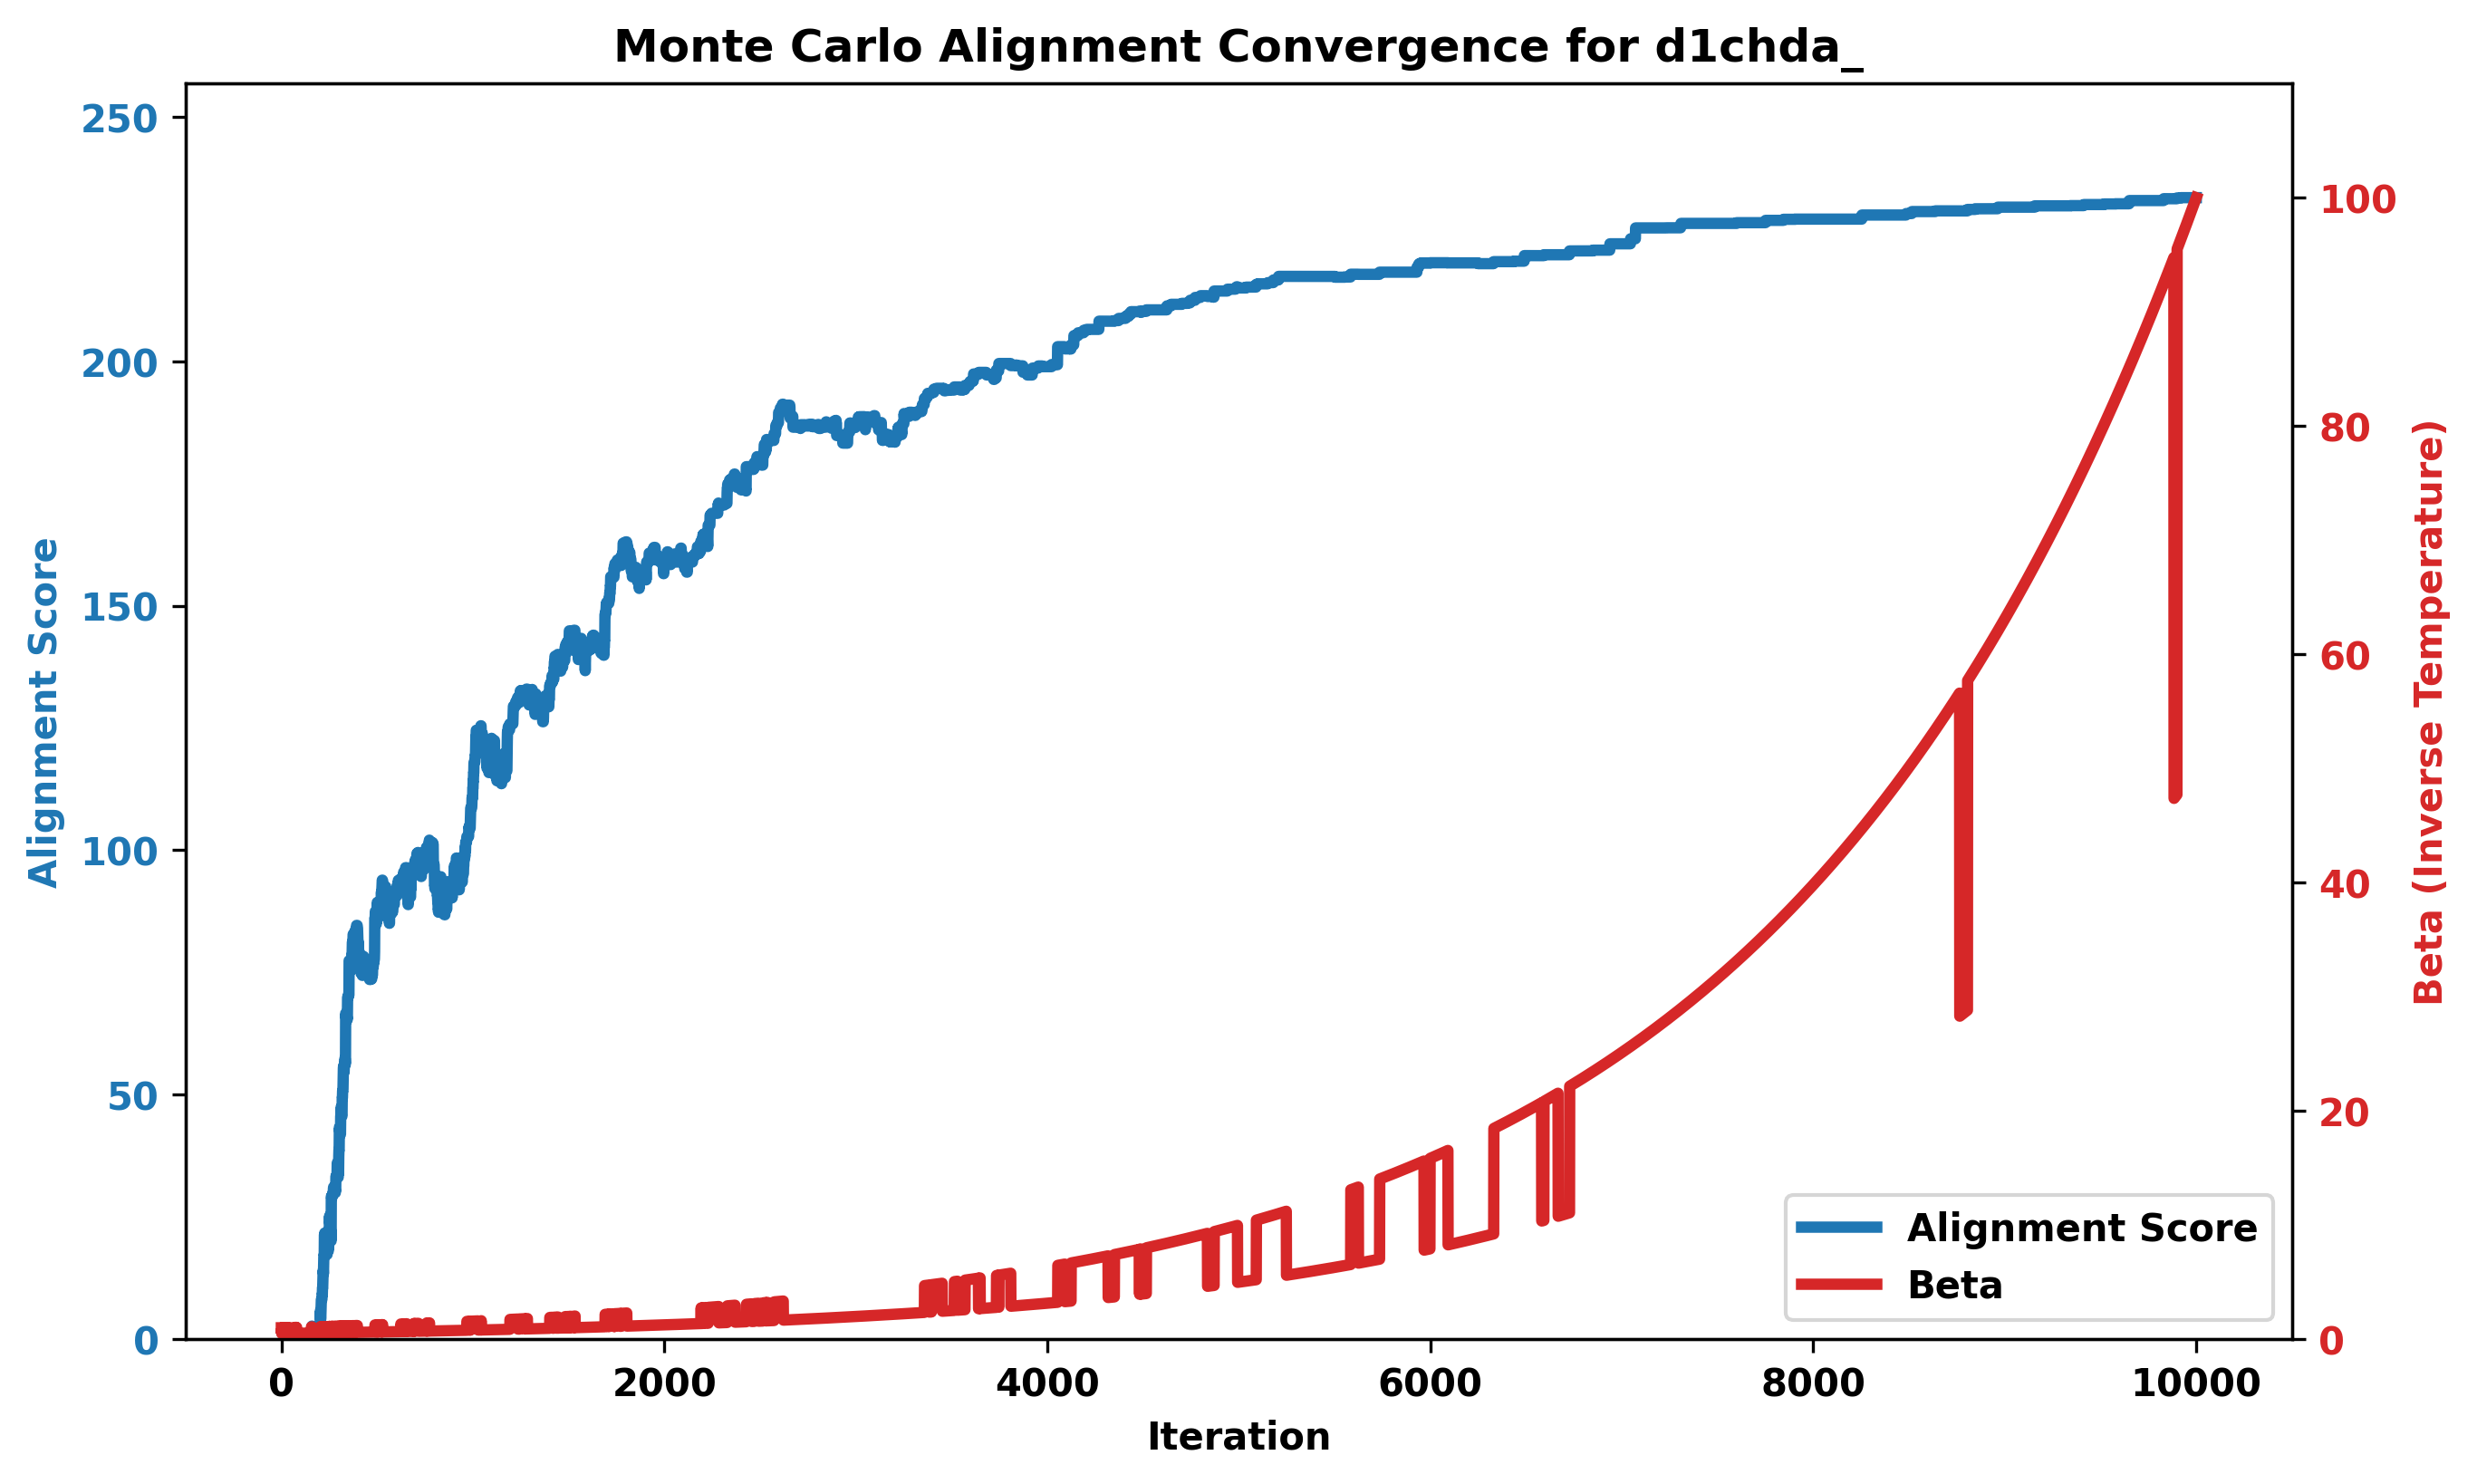 Monte Carlo Alignment Convergence for d1chda_
250
200
150
100
50
0
Alignment Score
100
80
60
40
20
0
Beta (Inverse Temperature)
Alignment Score
Beta
0 2000 4000 6000 8000 10000
Iteration